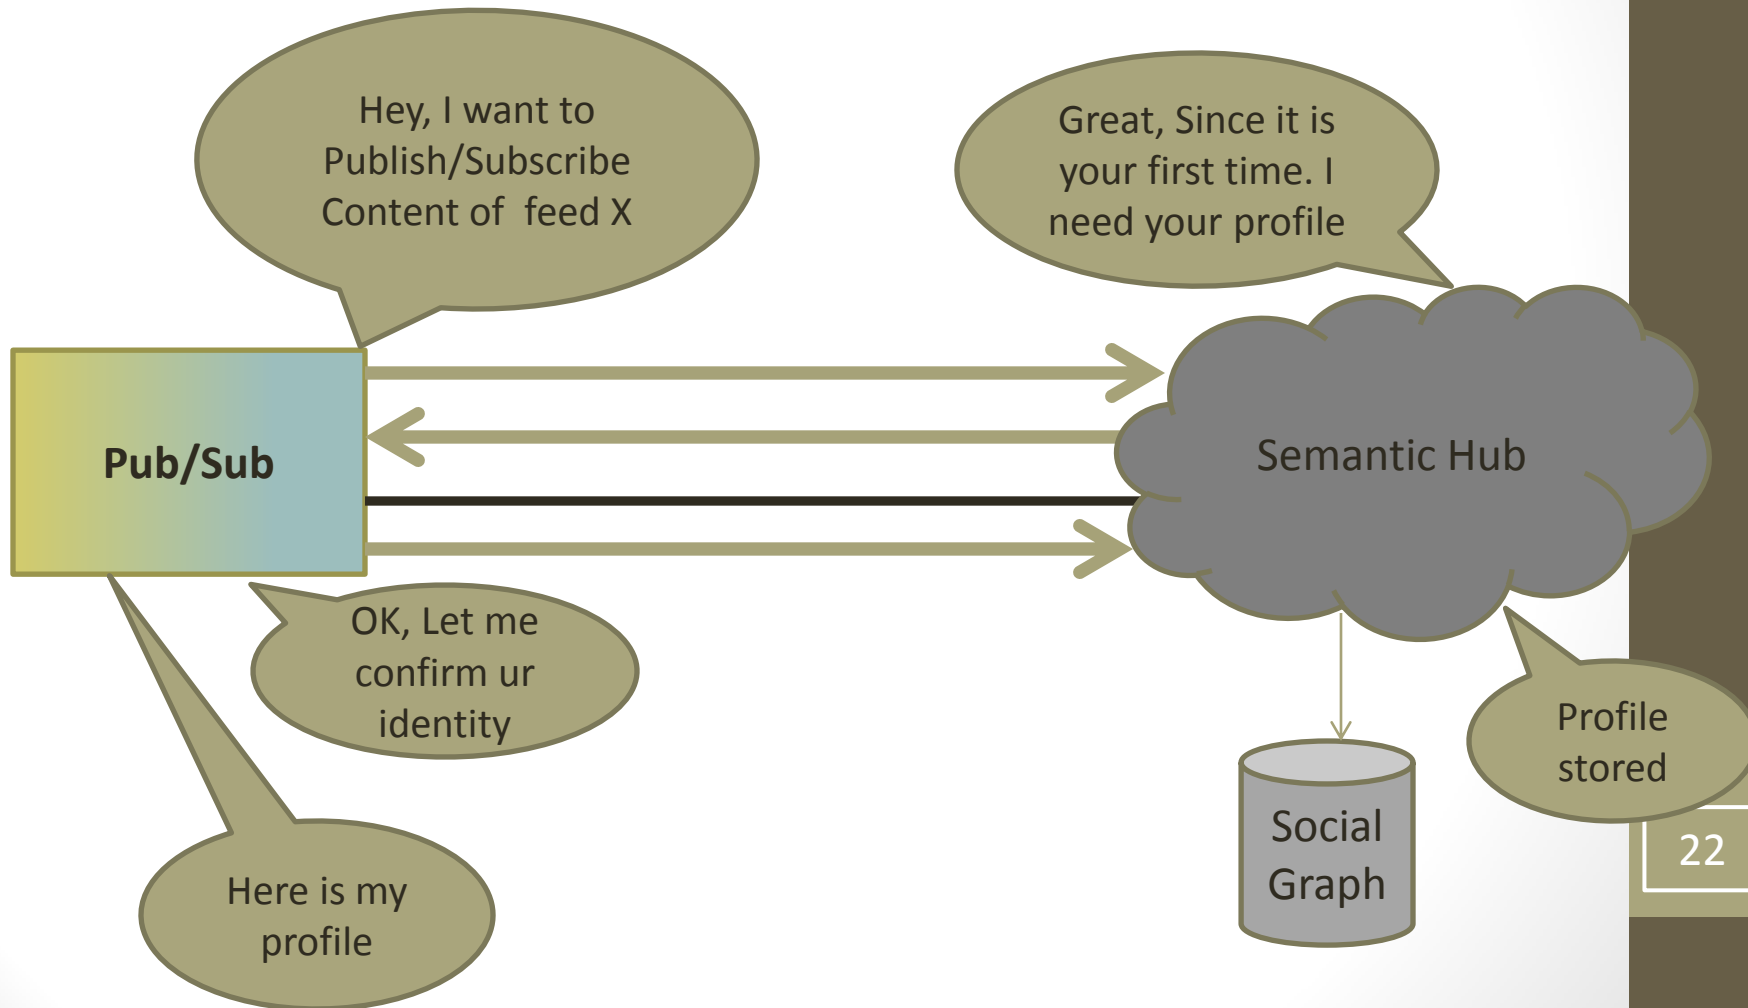 Hey, I want to
Publish/Subscribe
Content of  feed X
Great, Since it is
your first time. I
need your profile
Pub/Sub
Semantic Hub
OK, Let me
confirm ur
identity
Profile
stored
Social
Graph
22
Here is my
profile